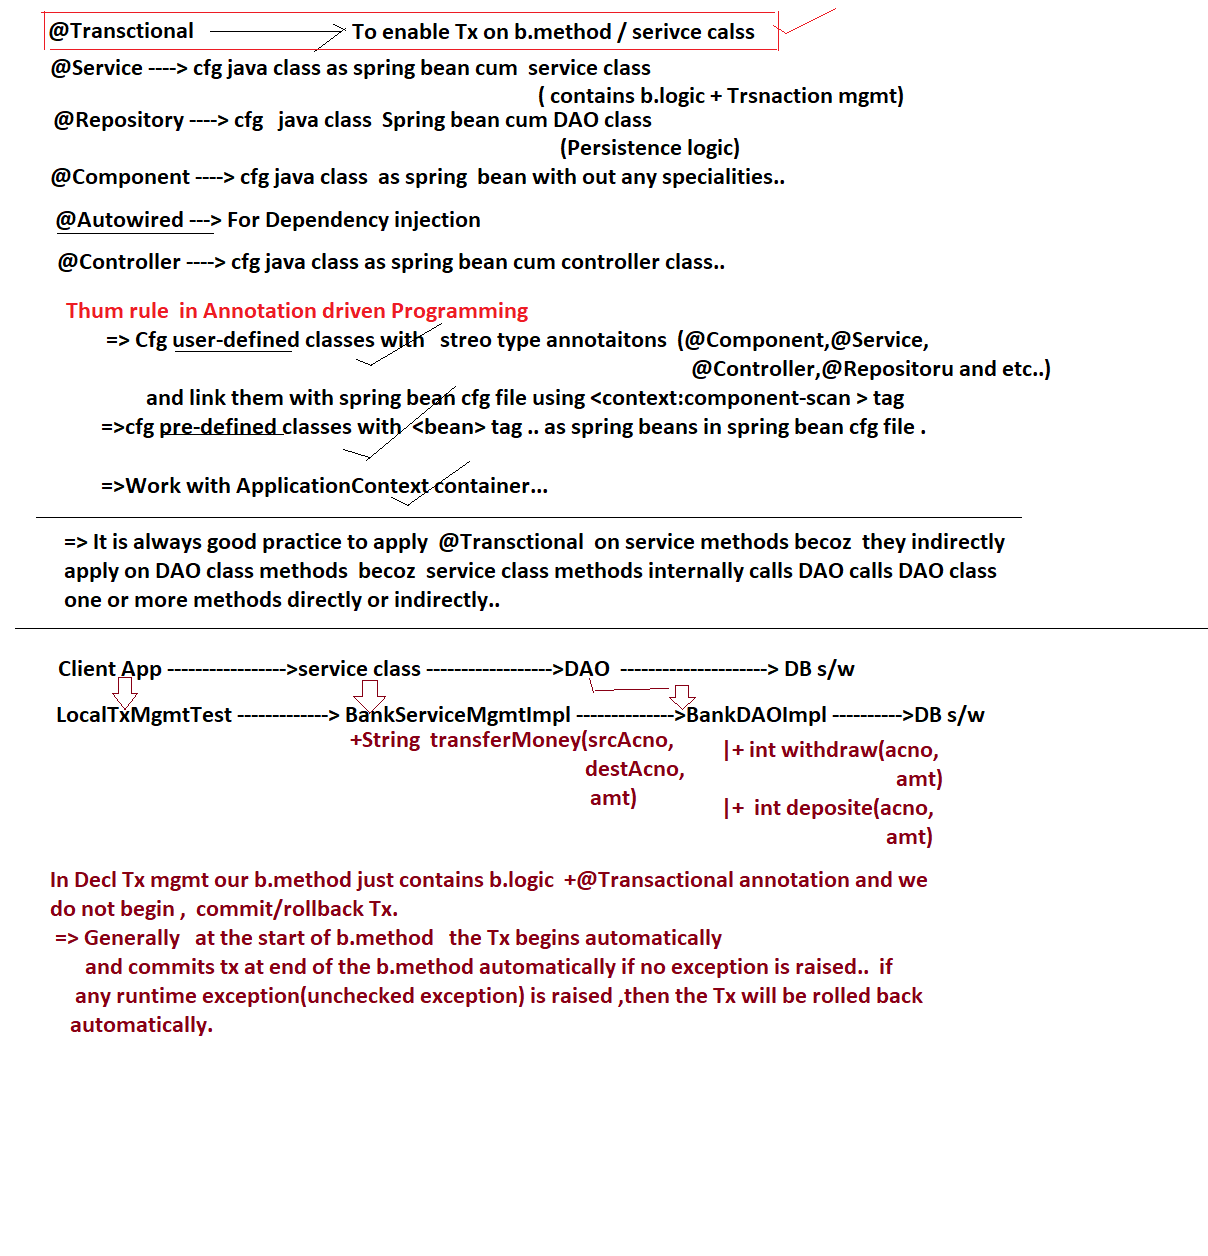 @Transctional ----> To enable Tx on b.method / serivce calss
@Service ----> cfg java class as spring bean cum service class
( contains b.logic + Trsnaction mgmt)
@Repository ----> cfg java class Spring bean cum DAO class
(Persistence logic)
@Component ----> cfg java class as spring bean with out any specialities..
@Autowired ---> For Dependency injection
@Controller ----> cfg java class as spring bean cum controller class..
Thum rule in Annotation driven Programming
=> Cfg user-defined classes with streo type annotaitons (@Component,@Service,
@Controller,@Repositoru and etc..)
and link them with spring bean cfg file using <context:component-scan > tag
=>cfg pre-defined classes with <bean> tag .. as spring beans in spring bean cfg file .
=>Work with ApplicationContext container...
=> It is always good practice to apply @Transctional on service methods becoz they indirectly
apply on DAO class methods becoz service class methods internally calls DAO calls DAO class
one or more methods directly or indirectly..
Client App ----------------->service class ------------------>DAO ---------------------> DB s/w
LocalTxMgmtTest -------------> BankServiceMgmtImpl -------------->BankDAOImpl ---------->DB s/w
+String transferMoney(srcAcno,
destAcno,
amt)
|+ int withdraw(acno,
amt)
|+ int deposite(acno,
amt)
In Decl Tx mgmt our b.method just contains b.logic +@Transactional annotation and we
do not begin , commit/rollback Tx.
=> Generally at the start of b.method the Tx begins automatically
and commits tx at end of the b.method automatically if no exception is raised.. if
any runtime exception(unchecked exception) is raised ,then the Tx will be rolled back
automatically.